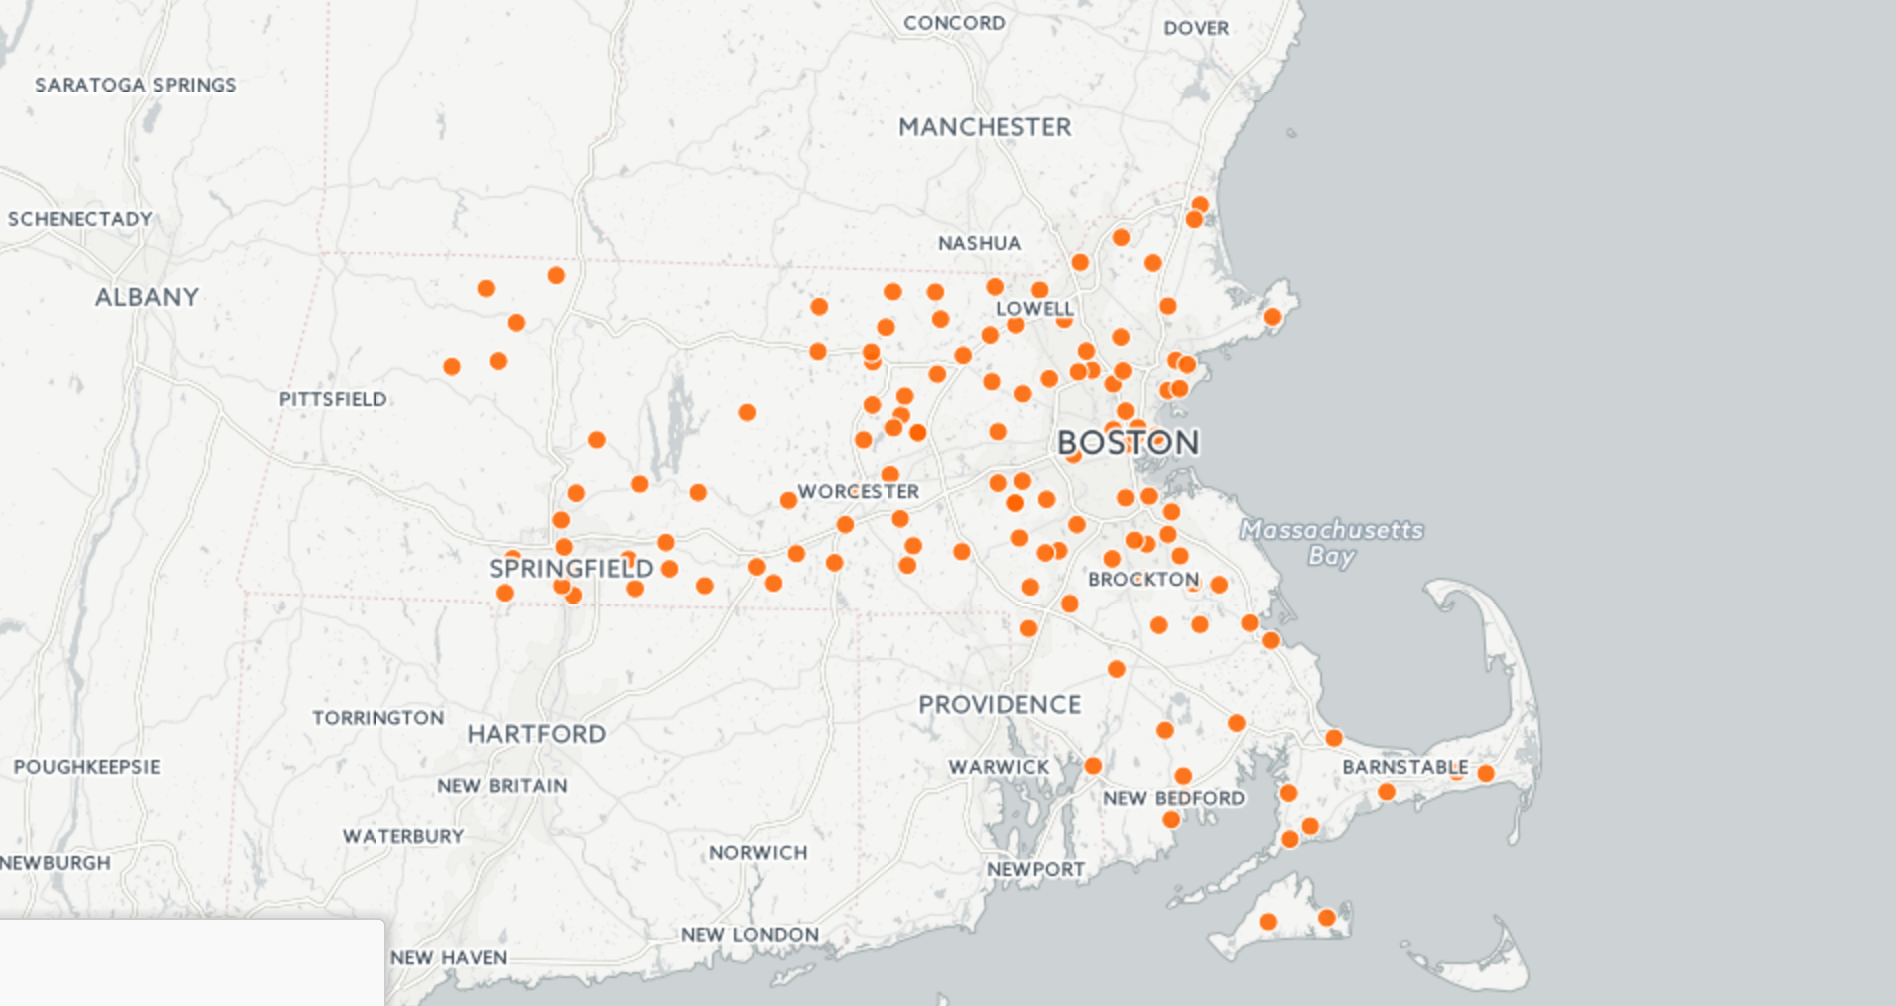 CONCORD
DOVER
SARATOGA SPRINGS
MANCHESTER
SCHENECTADY
NASHUA
ALBANY
LOWELL
PITTSFIELD
BOSTON
WORCESTER
Massachusetts
Bay
SPRINGFIELD
BROCKTON
PROVIDENCE
TORRINGTON
HARTFORD
POUGHKEEPSIE
WARWICK
BARNSTABLE
NEW BRITAIN
NEW BEDFORD
WATERBURY
NORWICH
NEWBURGH
NEWPORT
NEW LONDON
NEW HAVEN